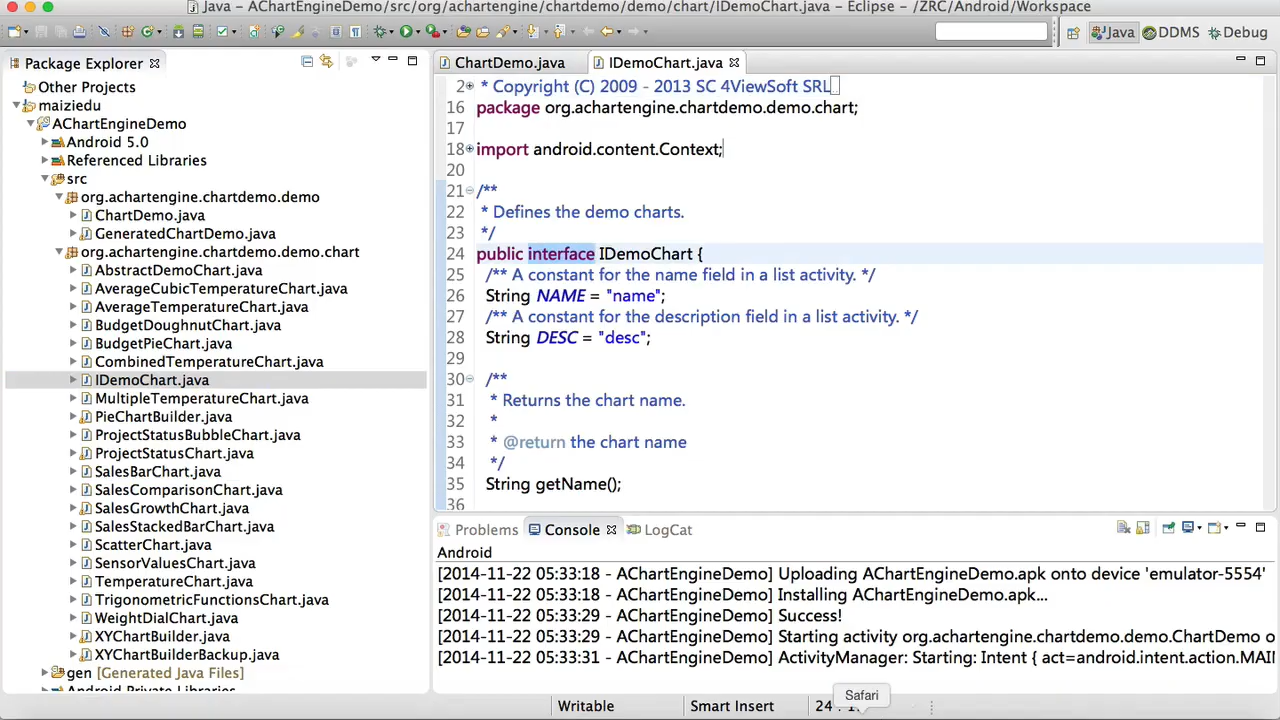 Java – AChartEngineDemo/src/org/achartengine/chartdemo/demo/chart/IDemoChart.java – Eclipse – /ZRC/Android/Workspace
Java
DDMS
Debug
Package Explorer
Other Projects
maiziedu
AChartEngineDemo
Android 5.0
Referenced Libraries
src
org.achartengine.chartdemo.demo
ChartDemo.java
GeneratedChartDemo.java
org.achartengine.chartdemo.demo.chart
AbstractDemoChart.java
AverageCubicTemperatureChart.java
AverageTemperatureChart.java
BudgetDoughnutChart.java
BudgetPieChart.java
CombinedTemperatureChart.java
IDemoChart.java
MultipleTemperatureChart.java
PieChartBuilder.java
ProjectStatusBubbleChart.java
ProjectStatusChart.java
SalesBarChart.java
SalesComparisonChart.java
SalesGrowthChart.java
SalesStackedBarChart.java
ScatterChart.java
SensorValuesChart.java
TemperatureChart.java
TrigonometricFunctionsChart.java
WeightDialChart.java
XYChartBuilder.java
XYChartBuilderBackup.java
gen [Generated Java Files]
Android Private Libraries
ChartDemo.java
IDemoChart.java
2 * Copyright (C) 2009 - 2013 SC 4ViewSoft SRL
16 package org.achartengine.chartdemo.demo.chart;
17
18 import android.content.Context;
20
21 /**
22 * Defines the demo charts.
23 */
24 public interface IDemoChart {
25 /** A constant for the name field in a list activity. */
26 String NAME = "name";
27 /** A constant for the description field in a list activity. */
28 String DESC = "desc";
29
30 /**
31 * Returns the chart name.
32 *
33 * @return the chart name
34 */
35 String getName();
36
Problems
Console
LogCat
Android
[2014-11-22 05:33:18 - AChartEngineDemo] Uploading AChartEngineDemo.apk onto device 'emulator-5554'
[2014-11-22 05:33:18 - AChartEngineDemo] Installing AChartEngineDemo.apk...
[2014-11-22 05:33:29 - AChartEngineDemo] Success!
[2014-11-22 05:33:29 - AChartEngineDemo] Starting activity org.achartengine.chartdemo.demo.ChartDemo o
[2014-11-22 05:33:31 - AChartEngineDemo] ActivityManager: Starting: Intent { act=android.intent.action.MAIN
Safari
Writable
Smart Insert
24 : 1